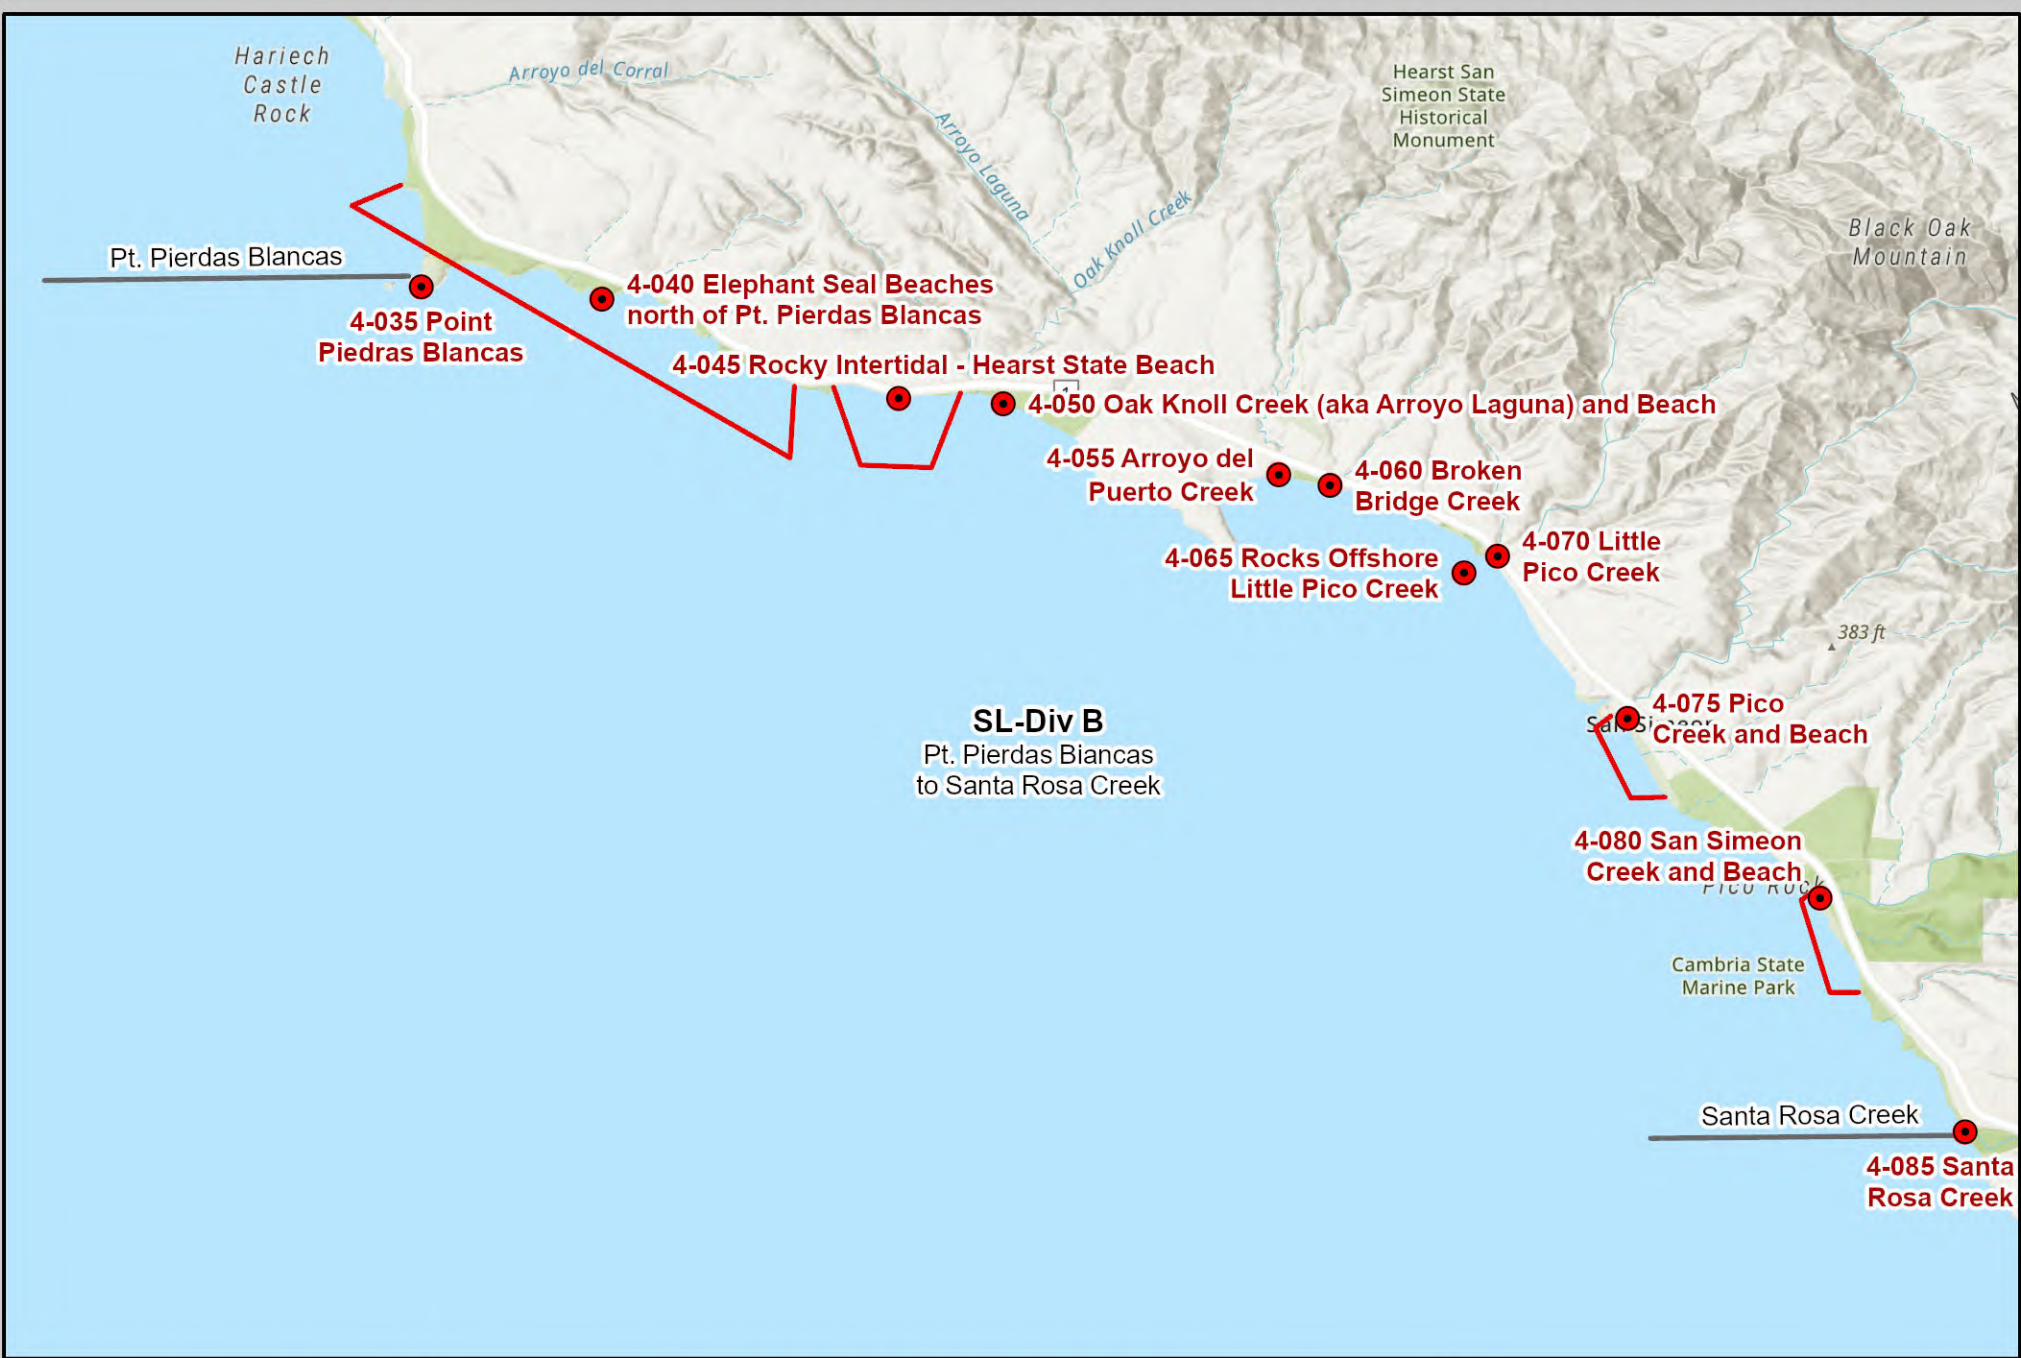 Hariech
Castle
Rock
Arroyo del Corral
Hearst San
Simeon State
Historical
Monument
Arroyo Laguna
Oak Knoll Creek
Black Oak
Mountain
Pt. Pierdas Blancas
4-035 Point
Piedras Blancas
4-040 Elephant Seal Beaches
north of Pt. Pierdas Blancas
4-045 Rocky Intertidal - Hearst State Beach
1
4-050 Oak Knoll Creek (aka Arroyo Laguna) and Beach
4-055 Arroyo del
Puerto Creek
4-060 Broken
Bridge Creek
4-065 Rocks Offshore
Little Pico Creek
4-070 Little
Pico Creek
383 ft
SL-Div B
Pt. Pierdas Biancas
to Santa Rosa Creek
San Simeon
4-075 Pico
Creek and Beach
4-080 San Simeon
Creek and Beach
Pico Rock
Cambria State
Marine Park
Santa Rosa Creek
4-085 Santa
Rosa Creek